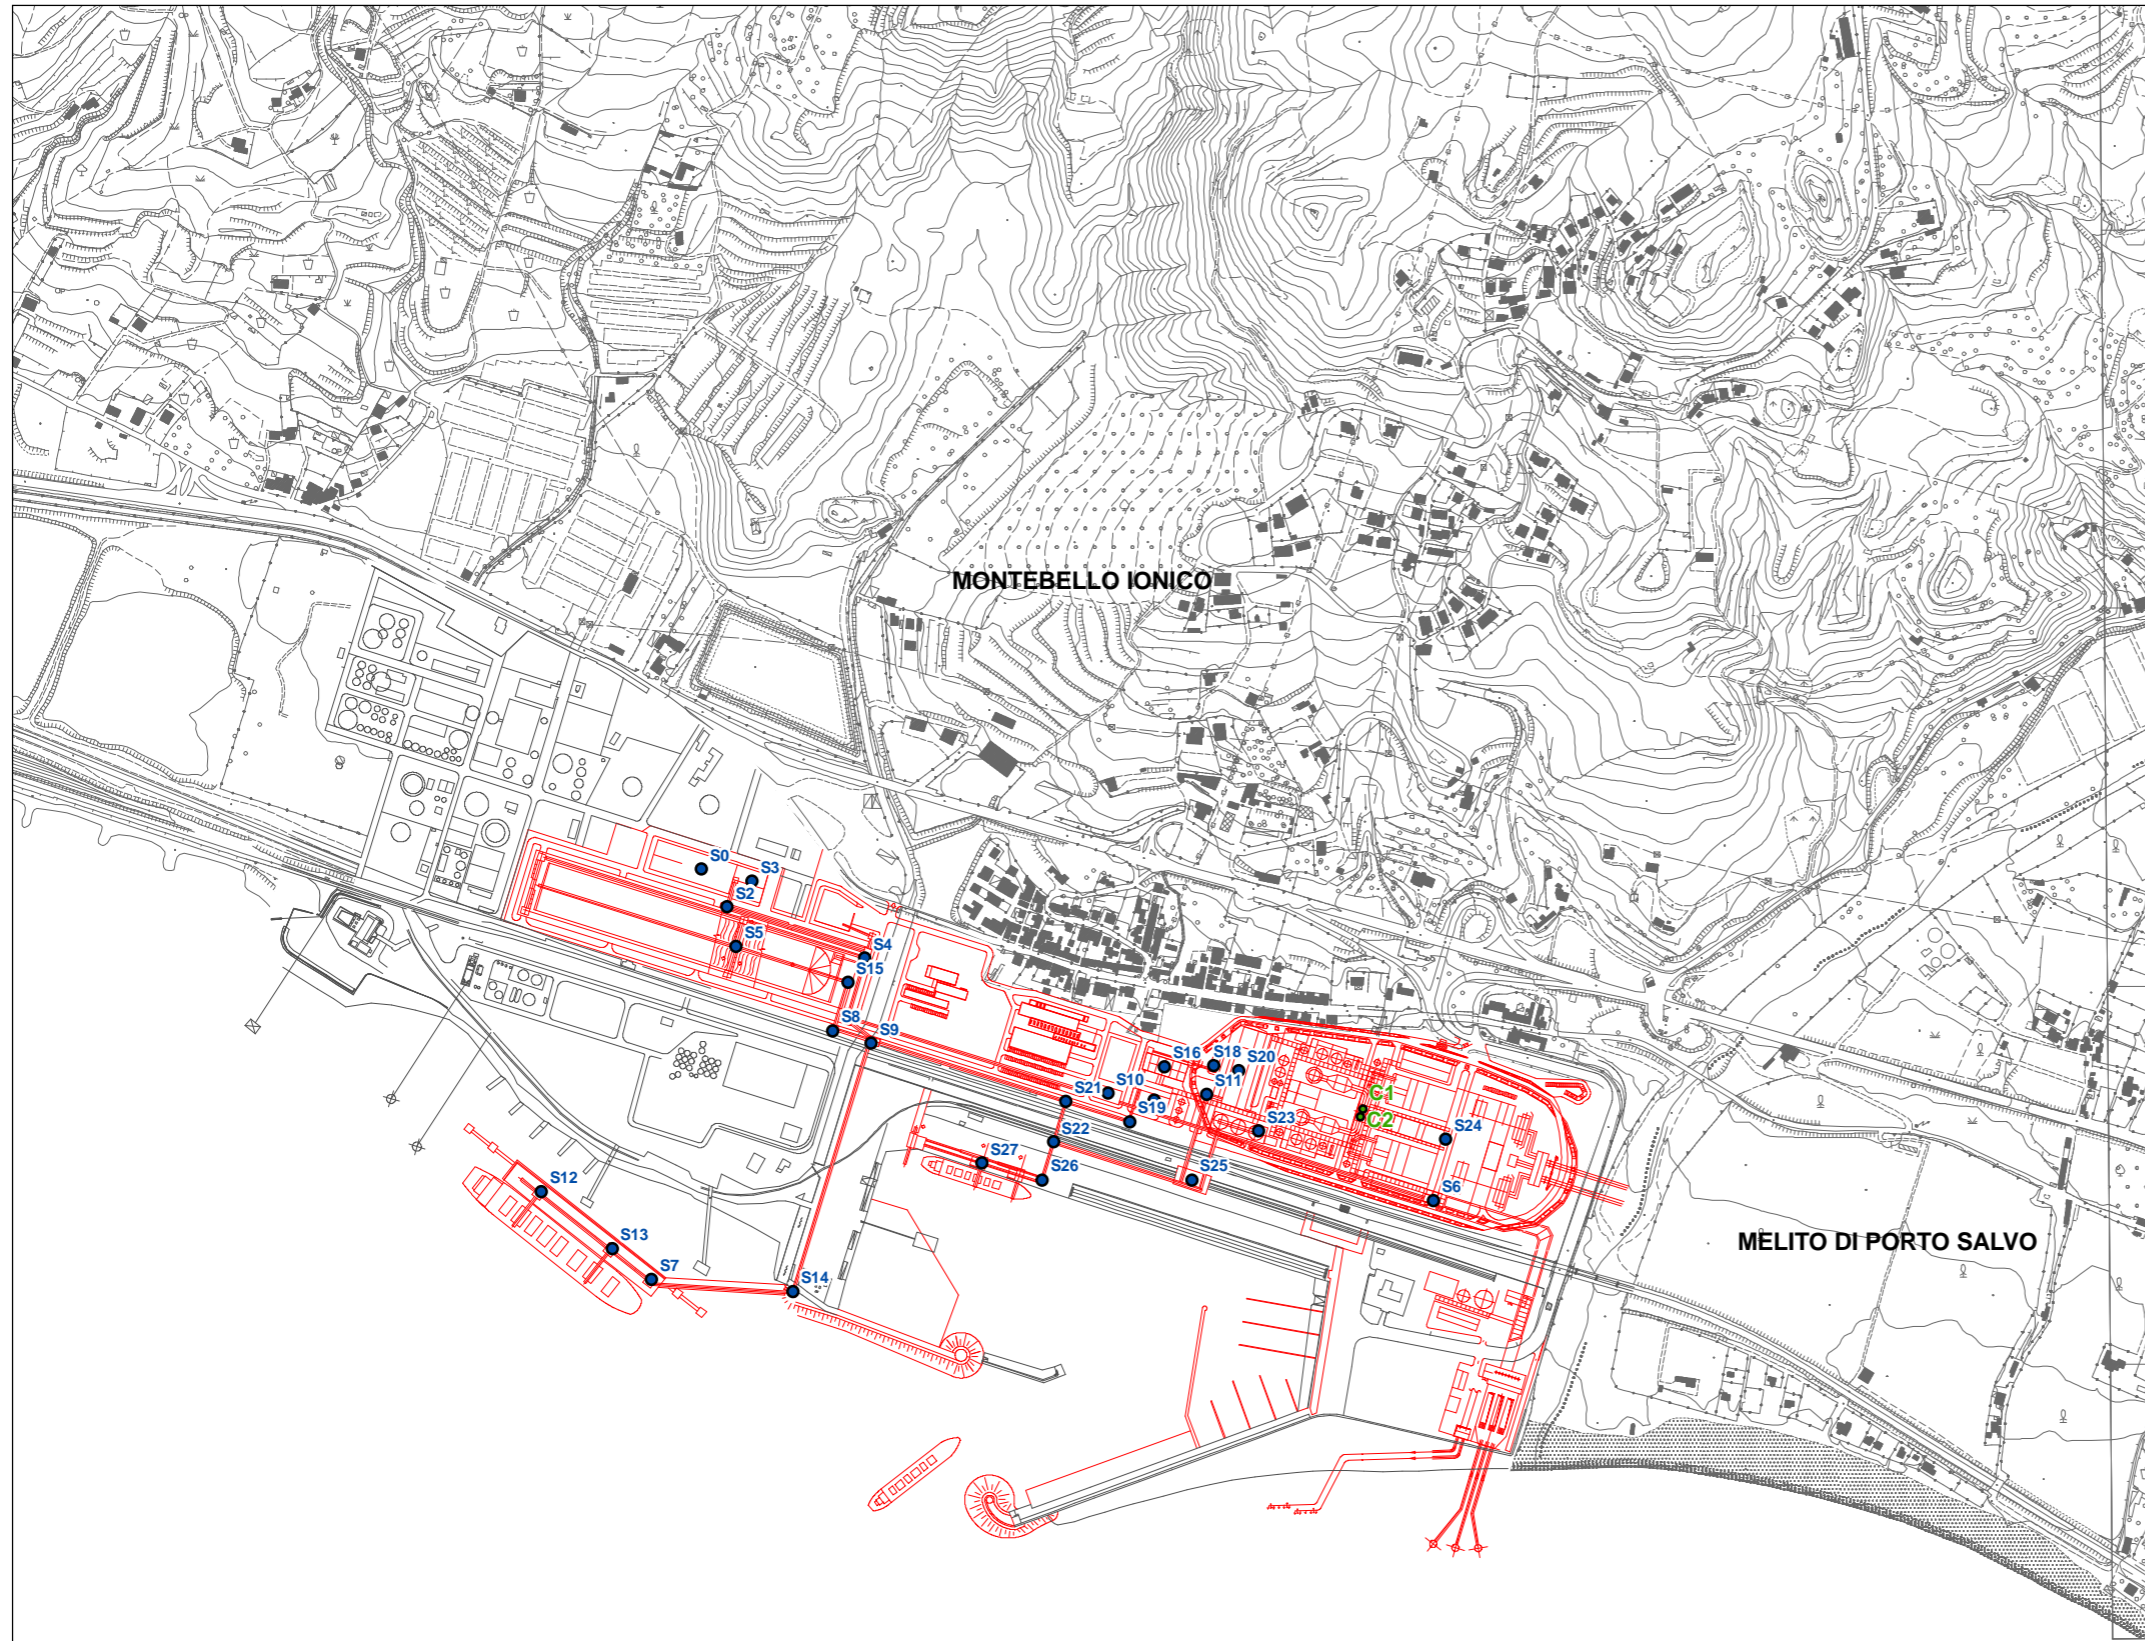 MONTEBELLO IONICO
S0
S3
S2
S5
S4
S15
S8
S9
S16
S18
S20
S21
S10
S11
C1
S19
C2
S23
S24
S22
S27
S26
S25
S6
S12
S13
S7
S14
MELITO DI PORTO SALVO